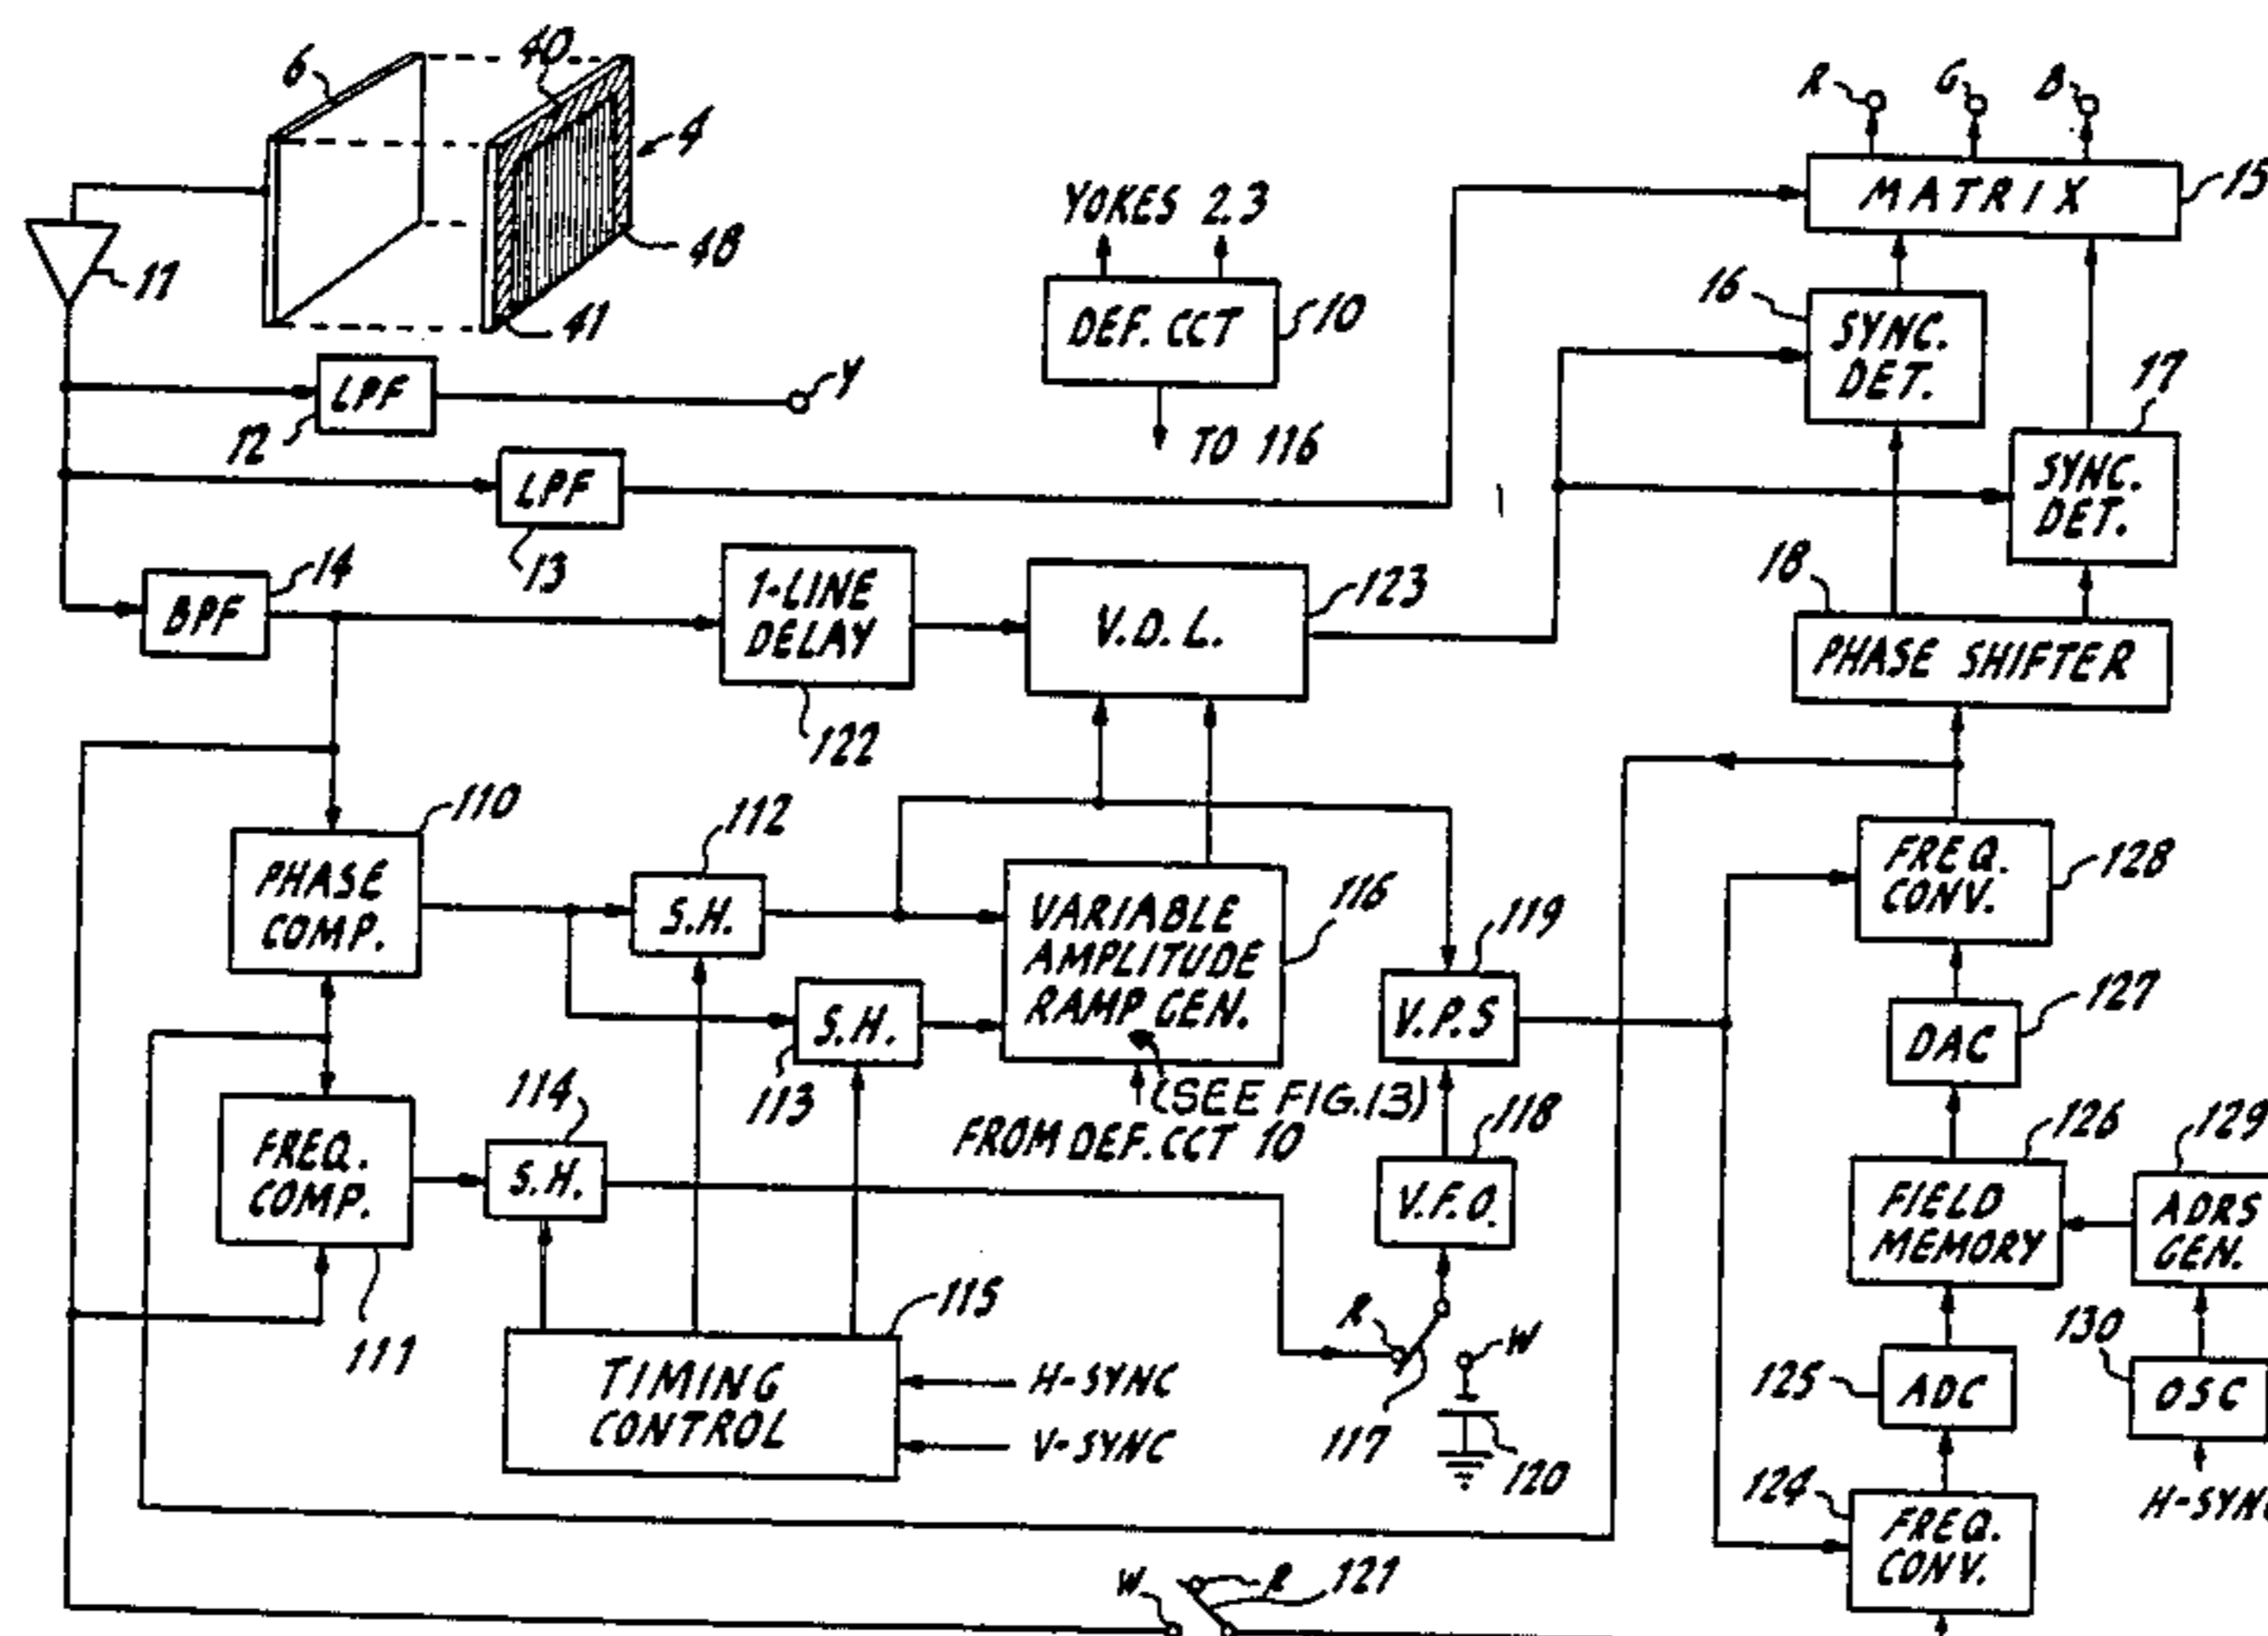 6
40
4
48
41
11
R
G
B
MATRIX
15
YOKES 2.3
DEF. CCT
10
TO 116
16
SYNC.
DET.
17
SYNC.
DET.
LPF
12
Y
LPF
13
BPF
14
1-LINE
DELAY
122
V.D.L.
123
18
PHASE SHIFTER
110
PHASE
COMP.
112
S.H.
VARIABLE
AMPLITUDE
RAMP GEN.
116
119
V.P.S
FREQ.
CONV.
128
S.H.
113
(SEE FIG.13)
FROM DEF.CCT 10
DAC
127
114
S.H.
FREQ.
COMP.
111
118
V.F.O.
126
FIELD
MEMORY
129
ADRS
GEN.
115
TIMING
CONTROL
H-SYNC
V-SYNC
R
W
117
120
125
ADC
130
OSC
124
FREQ.
CONV.
W
R
121